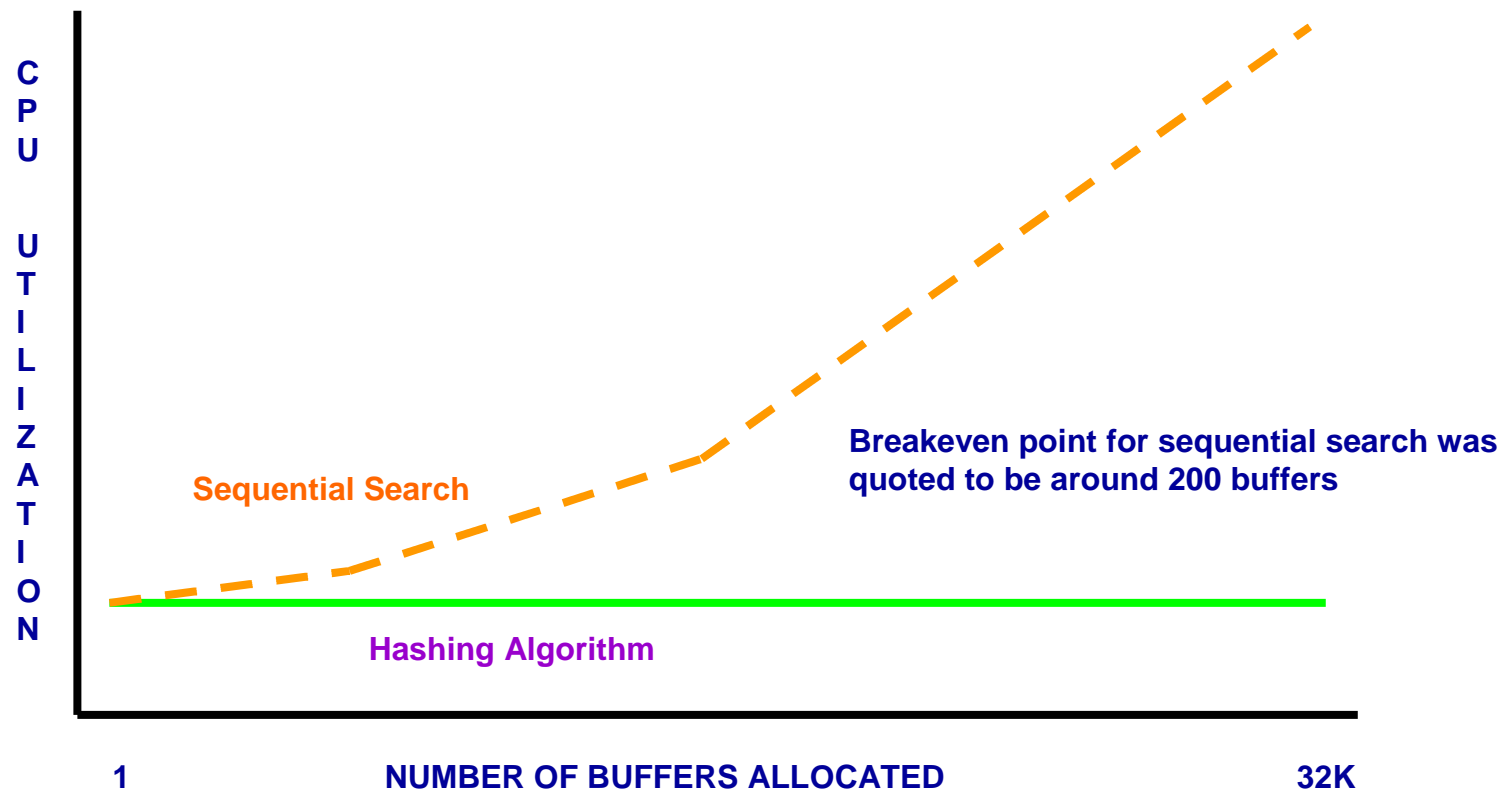 CPU UTILIZATION
Sequential Search
Breakeven point for sequential search was
quoted to be around 200 buffers
Hashing Algorithm
1 NUMBER OF BUFFERS ALLOCATED 32K